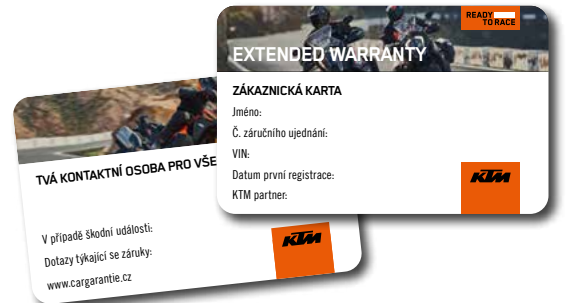 READY
TO RACE
EXTENDED WARRANTY
ZÁKAZNICKÁ KARTA
Jméno:
Č. záručního ujednání:
VIN:
Datum první registrace:
KTM partner:
KTM
TVÁ KONTAKTNÍ OSOBA PRO VŠE
V případě škodní události:
Dotazy týkající se záruky:
www.cargarantie.cz
KTM